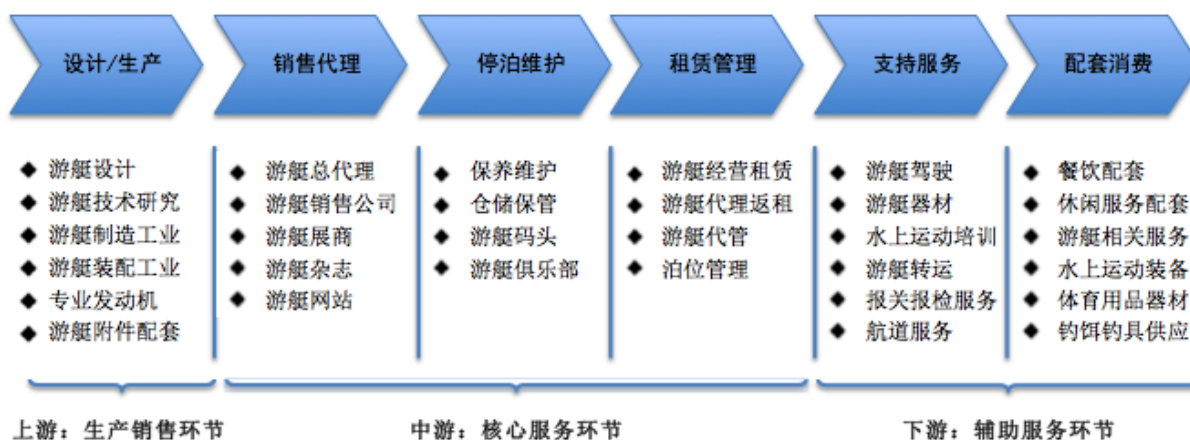 设计/生产
销售代理
停泊维护
租赁管理
支持服务
配套消费
游艇设计
游艇技术研究
游艇制造工业
游艇装配工业
专业发动机
游艇附件配套
游艇总代理
游艇销售公司
游艇展商
游艇杂志
游艇网站
保养维护
仓储保管
游艇码头
游艇俱乐部
游艇经营租赁
游艇代理返租
游艇代管
泊位管理
游艇驾驶
游艇器材
水上运动培训
游艇转运
报关报检服务
航道服务
餐饮配套
休闲服务配套
游艇相关服务
水上运动装备
体育用品器材
钓饵钓具供应
上游：生产销售环节
中游：核心服务环节
下游：辅助服务环节